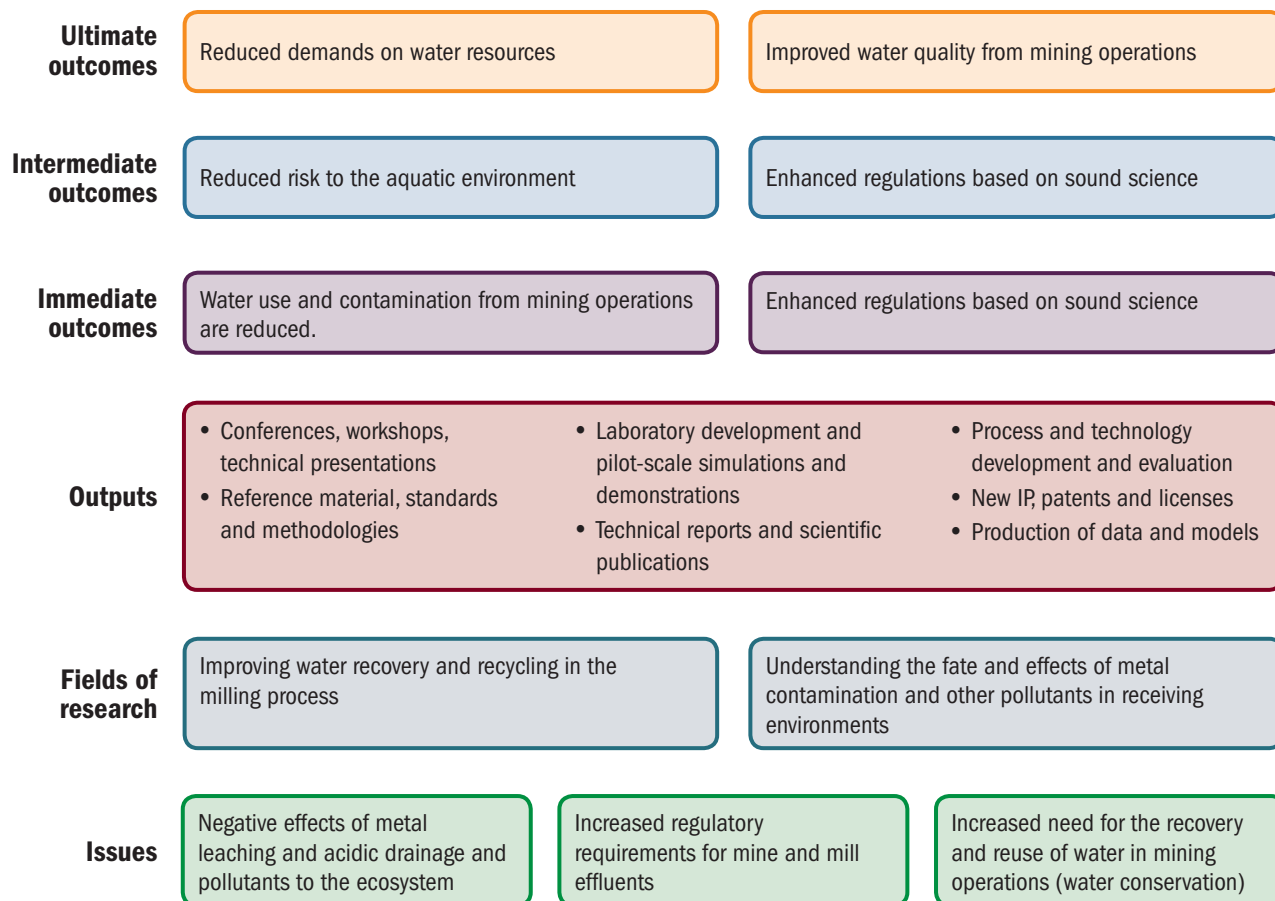 Ultimate
outcomes
Reduced demands on water resources
Improved water quality from mining operations
Intermediate
outcomes
Reduced risk to the aquatic environment
Enhanced regulations based on sound science
Immediate
outcomes
Water use and contamination from mining operations
are reduced.
Enhanced regulations based on sound science
Outputs
• Conferences, workshops,
technical presentations
• Reference material, standards
and methodologies
• Laboratory development and
pilot-scale simulations and
demonstrations
• Technical reports and scientific
publications
• Process and technology
development and evaluation
• New IP, patents and licenses
• Production of data and models
Fields of
research
Improving water recovery and recycling in the
milling process
Understanding the fate and effects of metal
contamination and other pollutants in receiving
environments
Issues
Negative effects of metal
leaching and acidic drainage and
pollutants to the ecosystem
Increased regulatory
requirements for mine and mill
effluents
Increased need for the recovery
and reuse of water in mining
operations (water conservation)